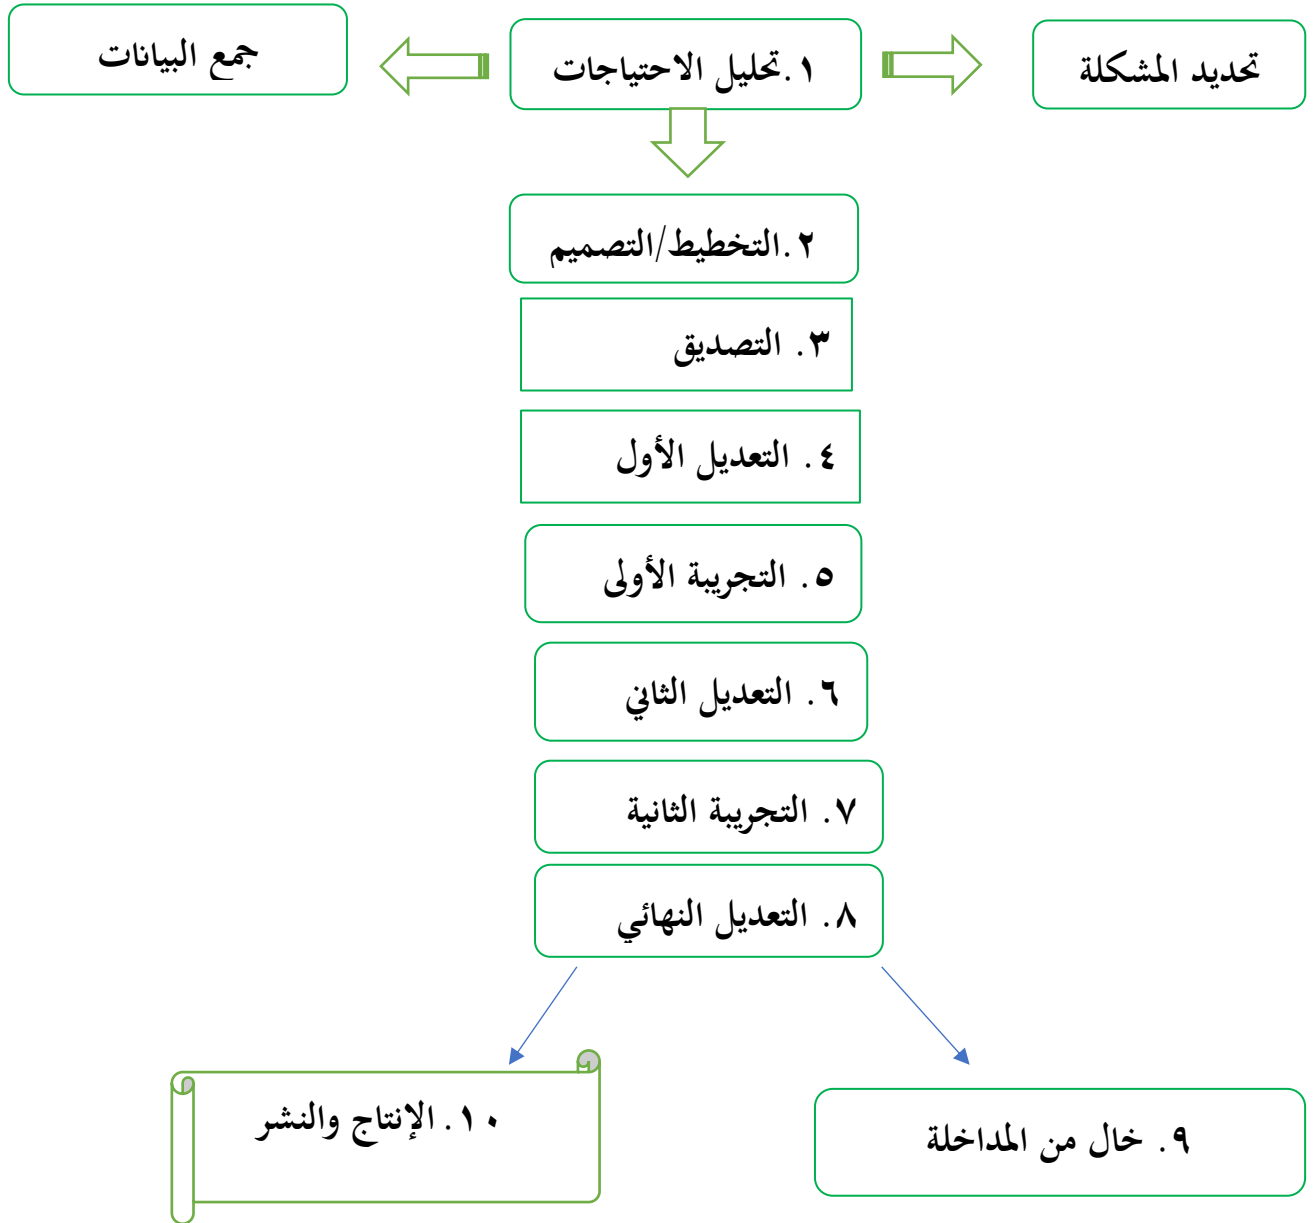 تحديد المشكلة
١.تحليل الاحتياجات
جمع البيانات
٢.التخطيط/التصميم
٣. التصديق
٤. التعديل الأول
٥. التجريبة الأولى
٦. التعديل الثاني
٧. التجريبة الثانية
٨. التعديل النهائي
٩. خال من المداخلة
١٠. الإنتاج والنشر